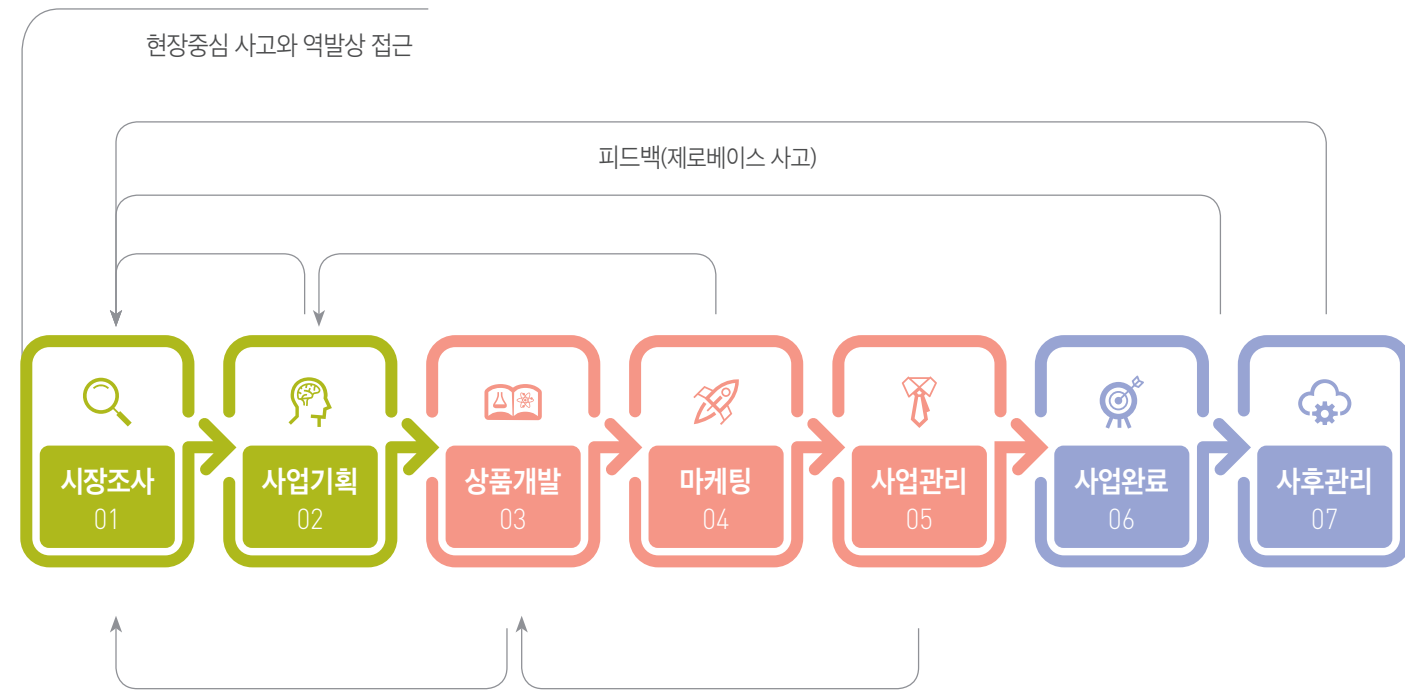 현장중심 사고와 역발상 접근
피드백(제로베이스 사고)
시장조사
01
사업기획
02
상품개발
03
마케팅
04
사업관리
05
사업완료
06
사후관리
07